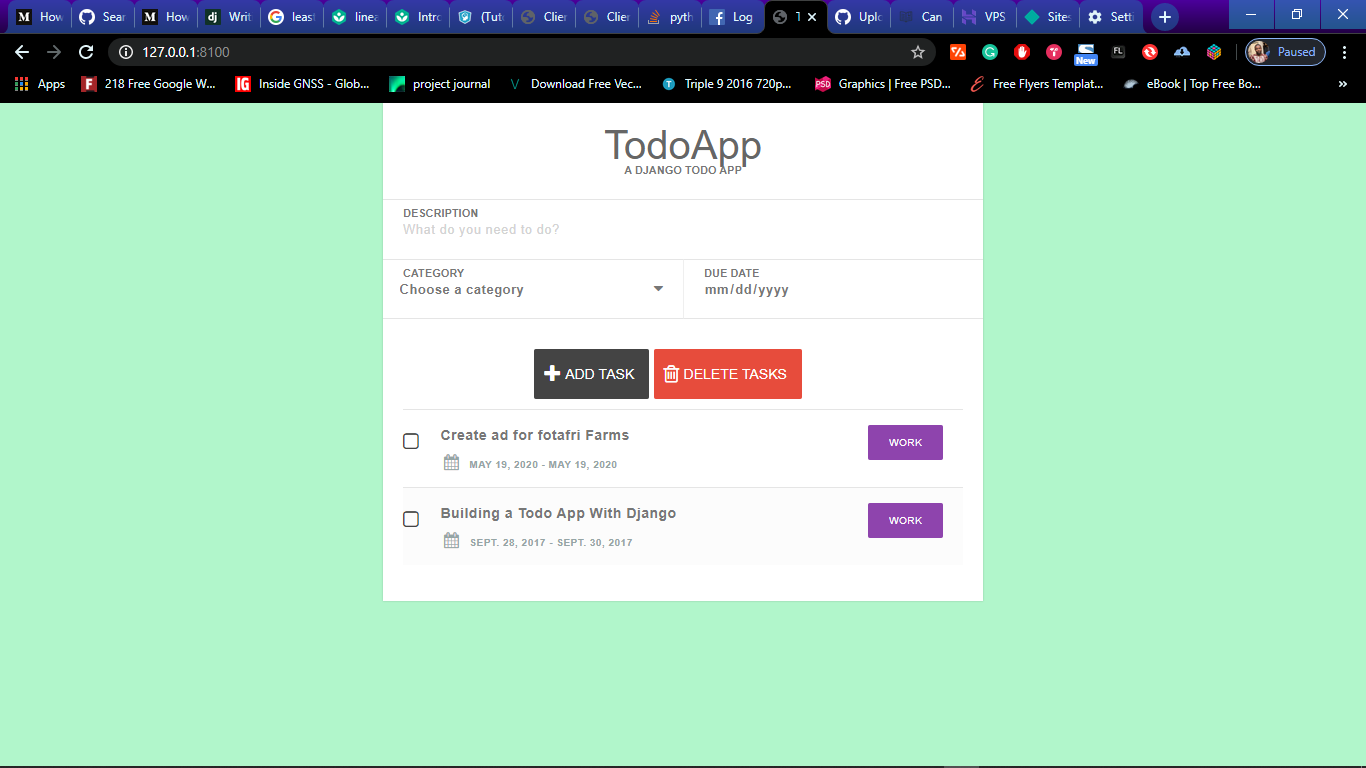 How
Sear
How
Writ
least
linea
Intro
(Tuto
Clien
Clien
pyth
Log
Uplo
Can
VPS
Sites
Setti
127.0.0.1:8100
New
FL
Paused
Apps
218 Free Google W...
Inside GNSS - Glob...
project journal
Download Free Vec...
Triple 9 2016 720p...
Graphics | Free PSD...
Free Flyers Templat...
eBook | Top Free Bo...
»
TodoApp
A DJANGO TODO APP
DESCRIPTION
What do you need to do?
CATEGORY
Choose a category
DUE DATE
mm/dd/yyyy
ADD TASK
DELETE TASKS
Create ad for fotafri Farms
WORK
MAY 19, 2020 - MAY 19, 2020
Building a Todo App With Django
WORK
SEPT. 28, 2017 - SEPT. 30, 2017